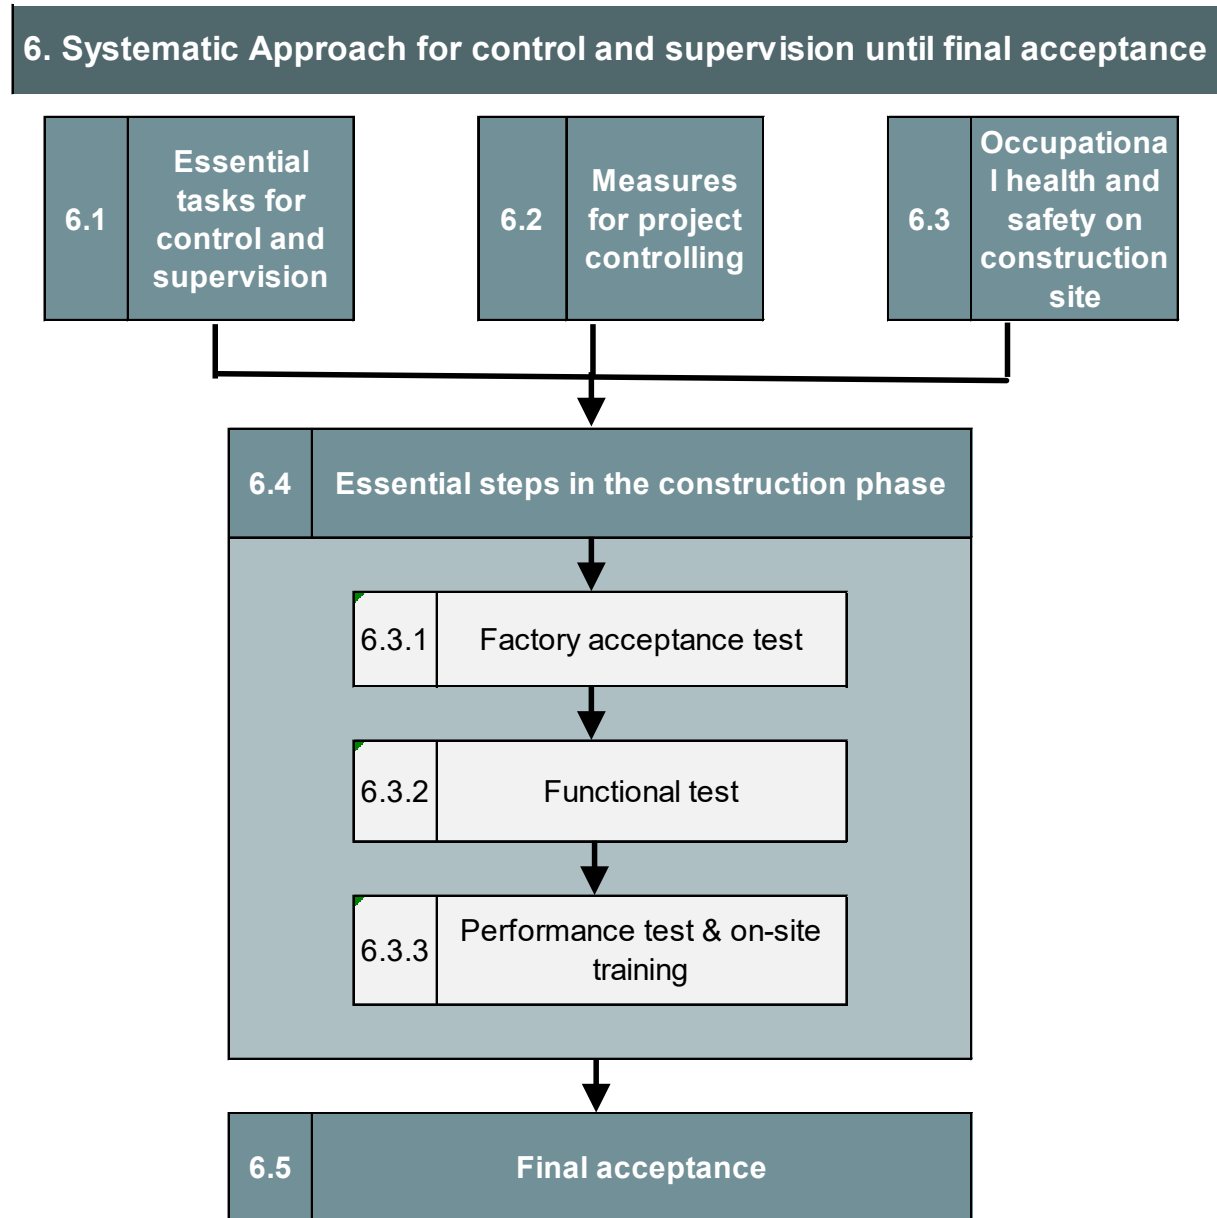 6. Systematic Approach for control and supervision until final acceptance
6.1
Essential
tasks for
control and
supervision
6.2
Measures
for project
controlling
6.3
Occupationa
l health and
safety on
construction
site
6.4
Essential steps in the construction phase
6.3.1
Factory acceptance test
6.3.2
Functional test
6.3.3
Performance test & on-site
training
6.5
Final acceptance